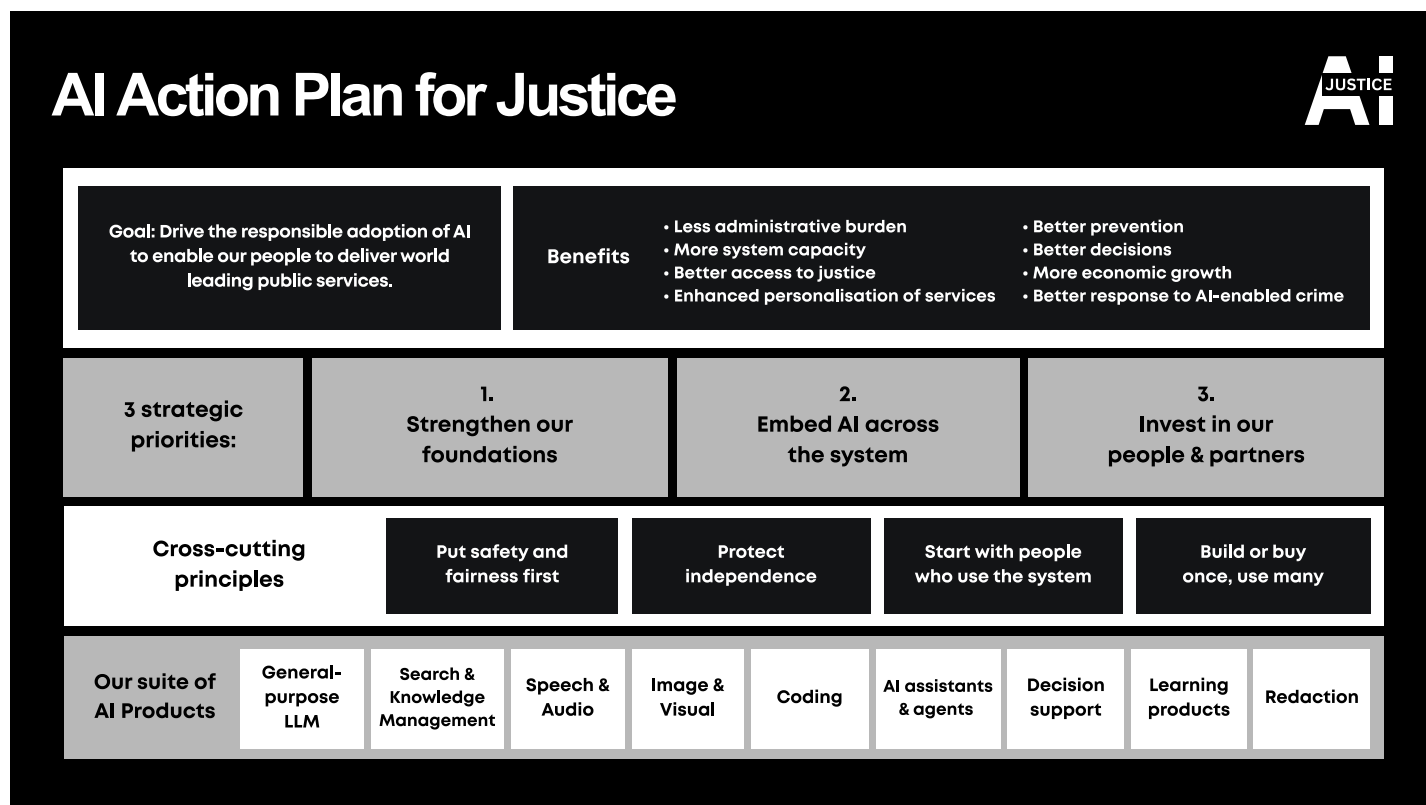 AI Action Plan for Justice
AI
JUSTICE
Goal: Drive the responsible adoption of AI
to enable our people to deliver world
leading public services.
Benefits
• Less administrative burden
• More system capacity
• Better access to justice
• Enhanced personalisation of services
• Better prevention
• Better decisions
• More economic growth
• Better response to AI-enabled crime
3 strategic
priorities:
1.
Strengthen our
foundations
2.
Embed AI across
the system
3.
Invest in our
people & partners
Cross-cutting
principles
Put safety and
fairness first
Protect
independence
Start with people
who use the system
Build or buy
once, use many
Our suite of
AI Products
General-
purpose
LLM
Search &
Knowledge
Management
Speech &
Audio
Image &
Visual
Coding
AI assistants
& agents
Decision
support
Learning
products
Redaction